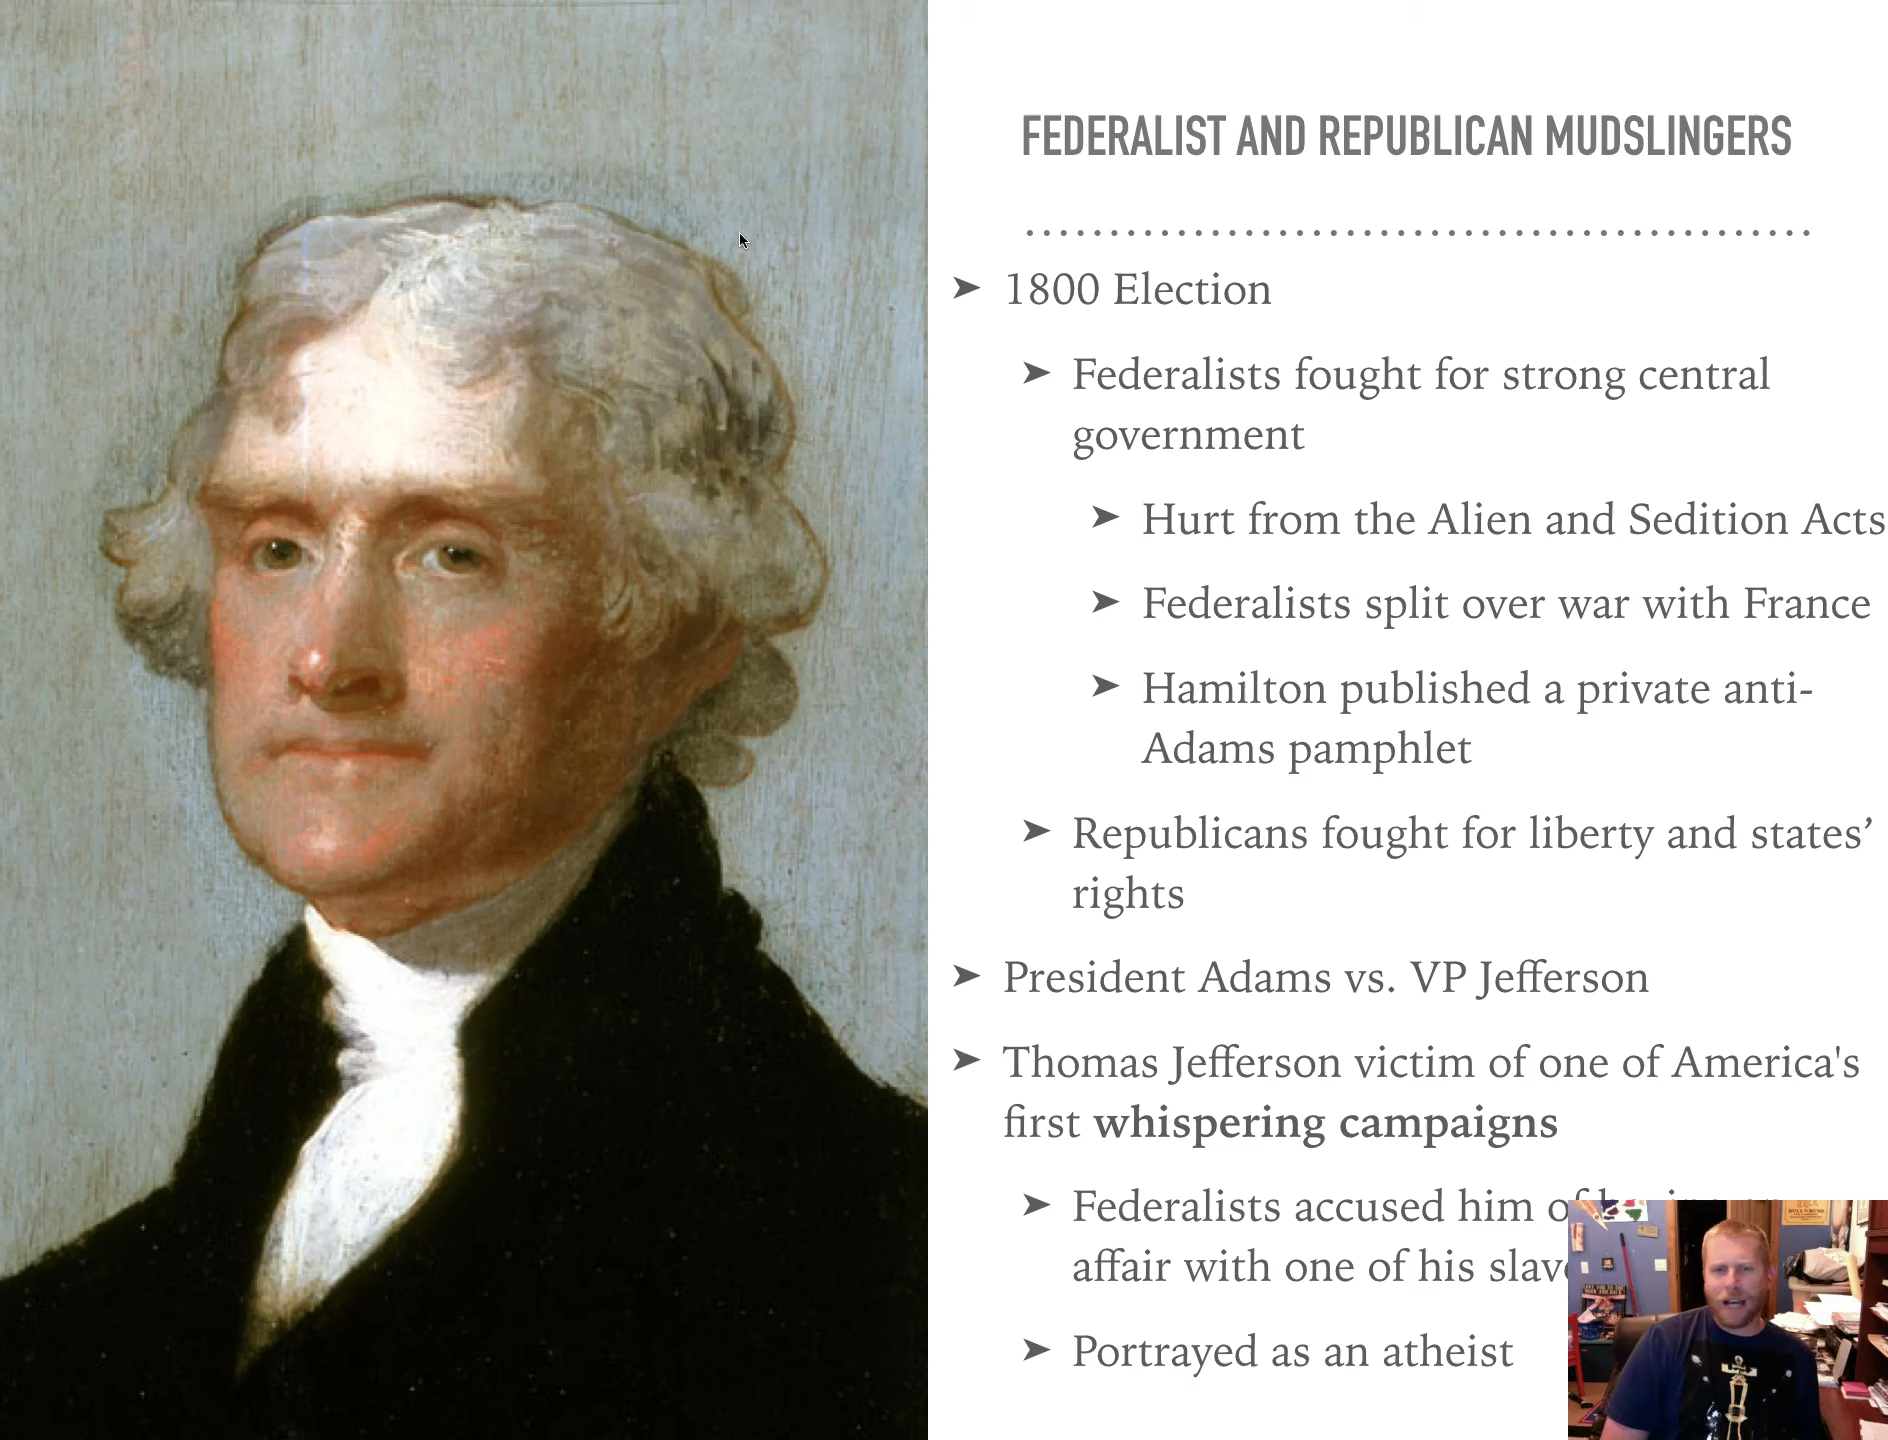 FEDERALIST AND REPUBLICAN MUDSLINGERS
➤ 1800 Election
➤ Federalists fought for strong central
government
➤ Hurt from the Alien and Sedition Acts
➤ Federalists split over war with France
➤ Hamilton published a private anti-
Adams pamphlet
➤ Republicans fought for liberty and states’
rights
➤ President Adams vs. VP Jefferson
➤ Thomas Jefferson victim of one of America's
first whispering campaigns
➤ Federalists accused him of
affair with one of his
➤ Portrayed as an atheist